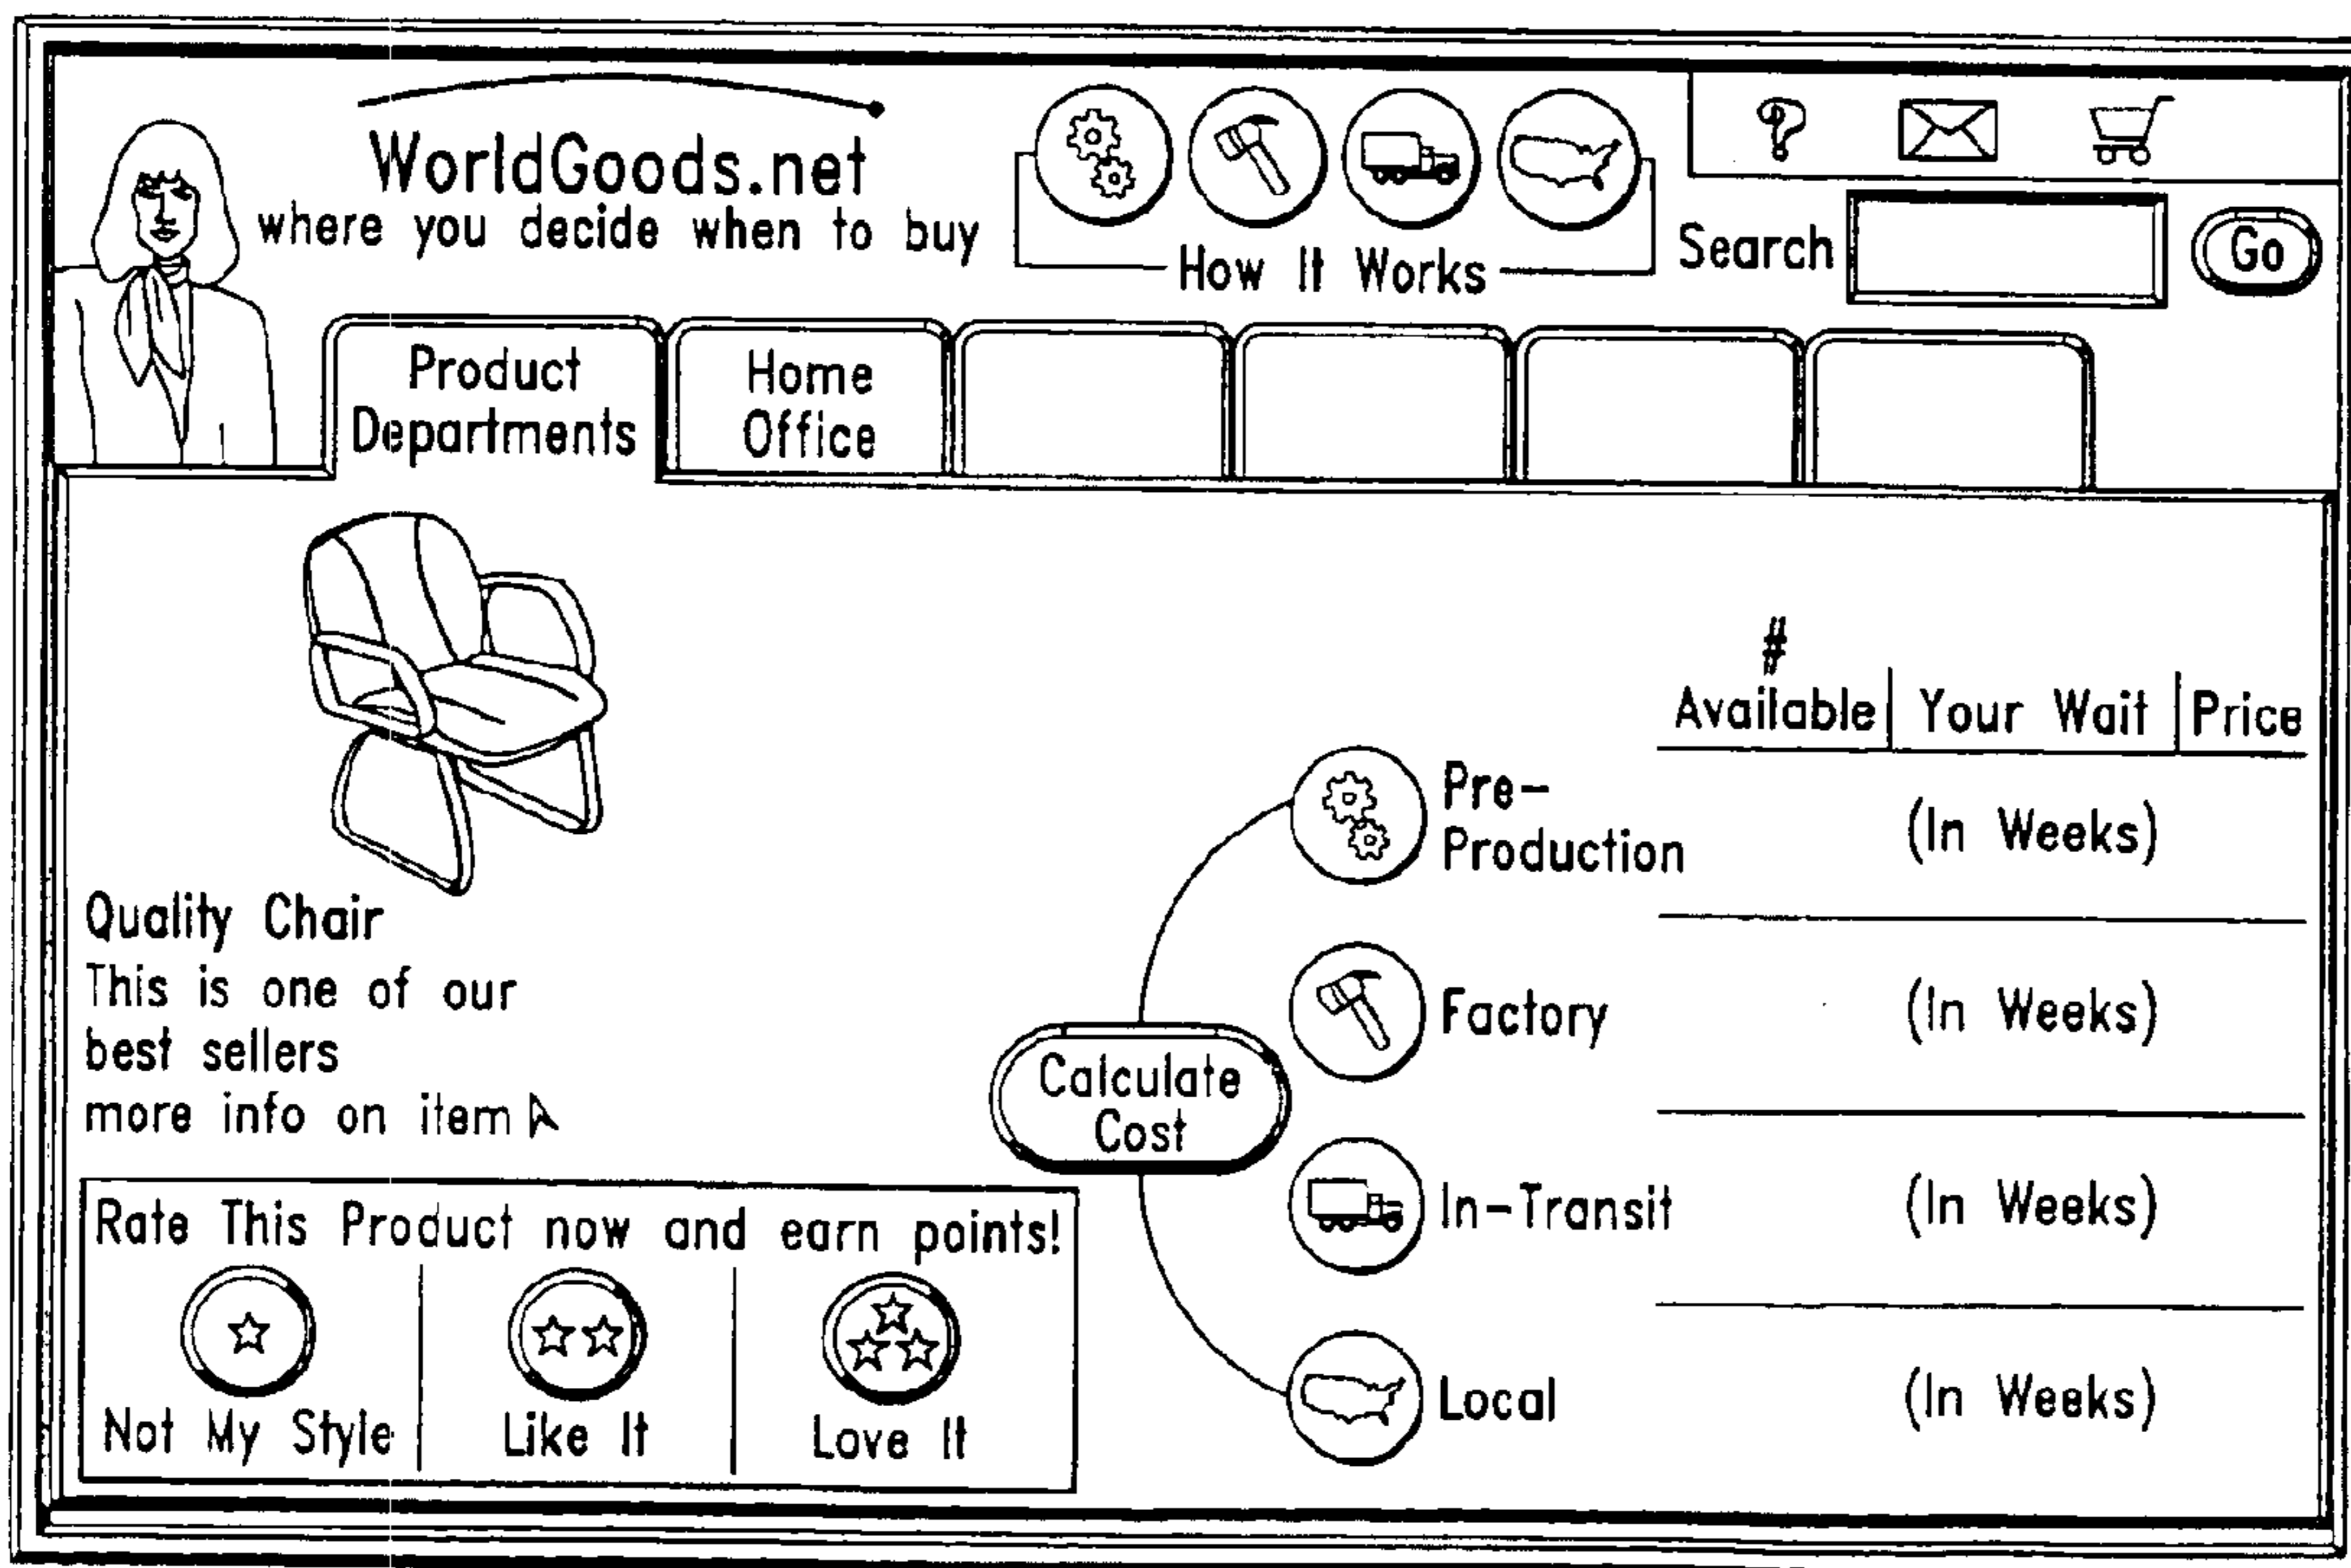 WorldGoods.net
where you decide when to buy
How It Works
Search
Go
Product
Departments
Home
Office
#
Available
Your Wait
Price
Pre-
Production
(In Weeks)
Factory
(In Weeks)
In-Transit
(In Weeks)
Local
(In Weeks)
Calculate
Cost
Quality Chair
This is one of our
best sellers
more info on item
Rate This Product now and earn points!
Not My Style
Like It
Love It